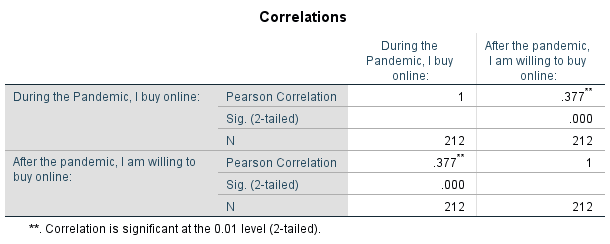 Correlations
During the Pandemic, I buy online:
After the pandemic, I am willing to buy online:
During the Pandemic, I buy online: Pearson Correlation 1 .377**
Sig. (2-tailed) .000
N 212 212
After the pandemic, I am willing to buy online: Pearson Correlation .377** 1
Sig. (2-tailed) .000
N 212 212
**. Correlation is significant at the 0.01 level (2-tailed).